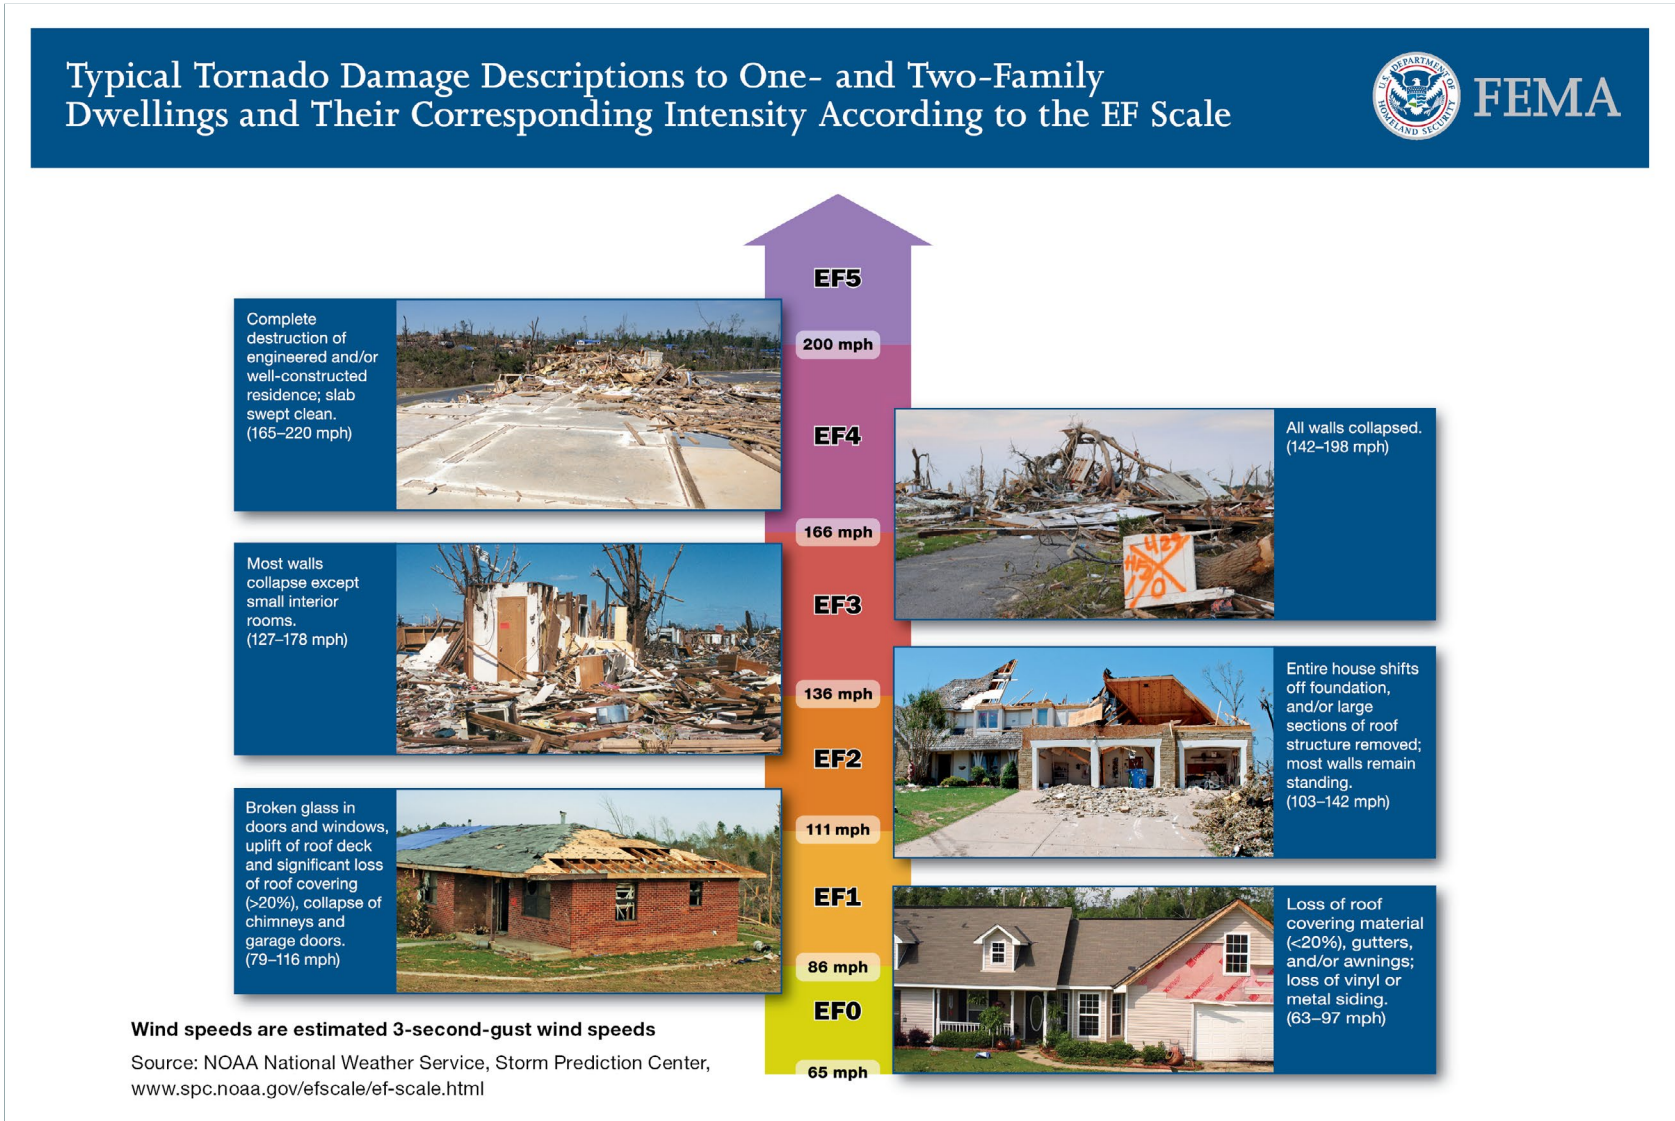 Typical Tornado Damage Descriptions to One- and Two-Family
Dwellings and Their Corresponding Intensity According to the EF Scale
U.S. DEPARTMENT OF
HOMELAND SECURITY
FEMA
EF5
200 mph
EF4
166 mph
EF3
136 mph
EF2
111 mph
EF1
86 mph
EF0
65 mph
Complete
destruction of
engineered and/or
well-constructed
residence; slab
swept clean.
(165–220 mph)
All walls collapsed.
(142–198 mph)
429
Most walls
collapse except
small interior
rooms.
(127–178 mph)
Entire house shifts
off foundation,
and/or large
sections of roof
structure removed;
most walls remain
standing.
(103–142 mph)
Broken glass in
doors and windows,
uplift of roof deck
and significant loss
of roof covering
(>20%), collapse of
chimneys and
garage doors.
(79–116 mph)
Loss of roof
covering material
(<20%), gutters,
and/or awnings;
loss of vinyl or
metal siding.
(63–97 mph)
Wind speeds are estimated 3-second-gust wind speeds
Source: NOAA National Weather Service, Storm Prediction Center,
www.spc.noaa.gov/efscale/ef-scale.html